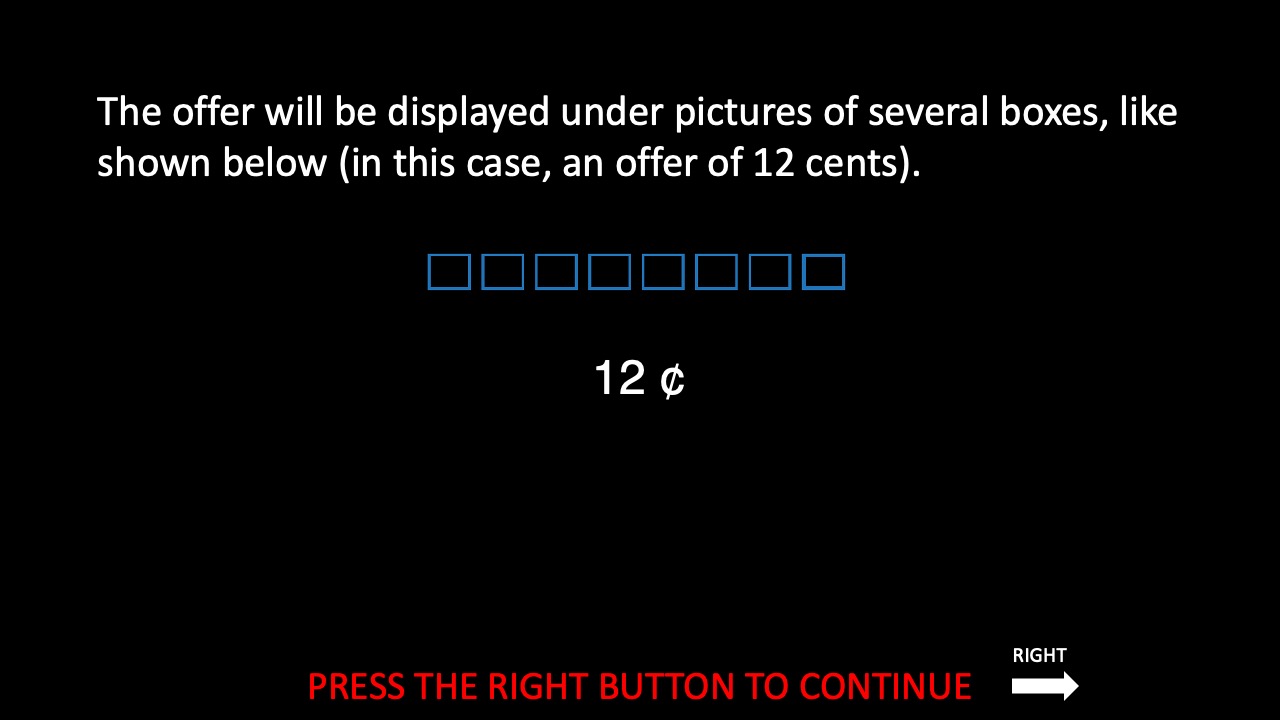 The offer will be displayed under pictures of several boxes, like
shown below (in this case, an offer of 12 cents).
12 ¢
RIGHT
PRESS THE RIGHT BUTTON TO CONTINUE